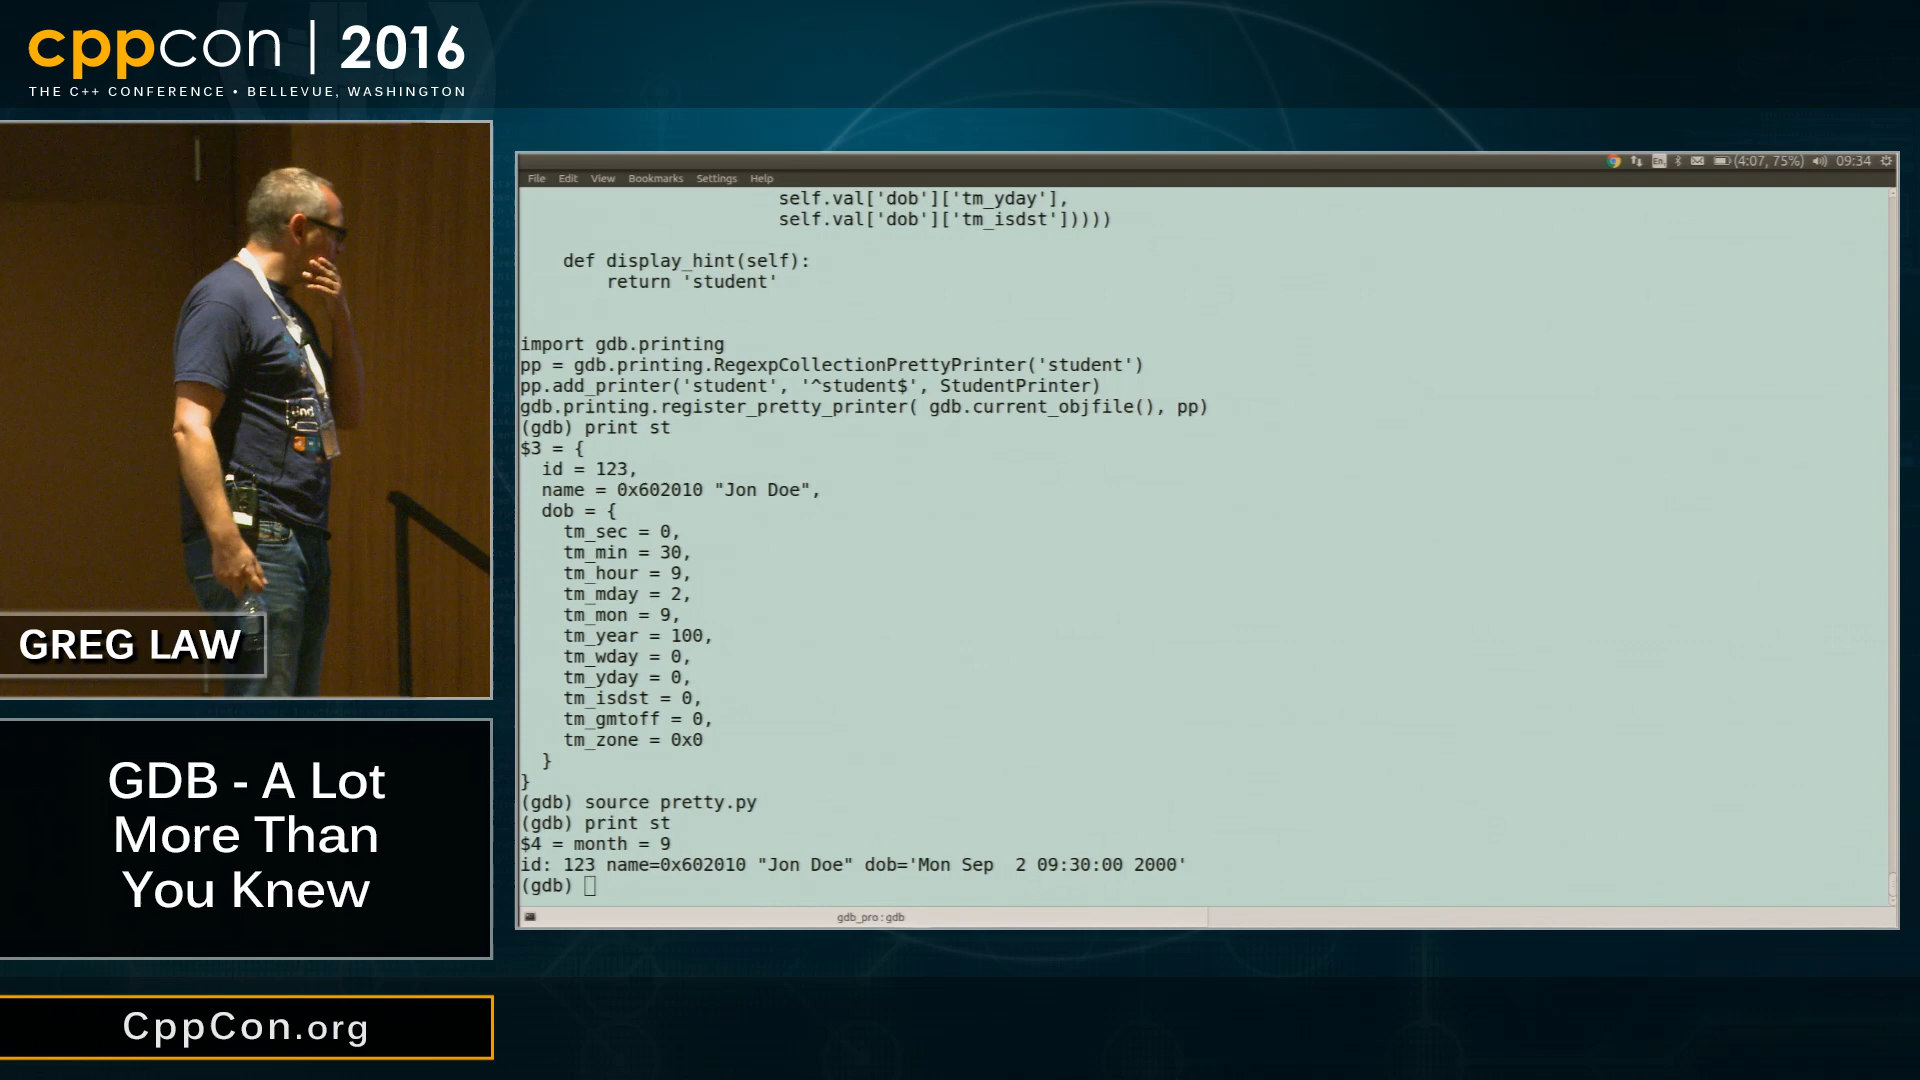 cppcon | 2016
THE C++ CONFERENCE • BELLEVUE, WASHINGTON
GREG LAW
GDB - A Lot
More Than
You Knew
CppCon.org
En
(4:07, 75%)
09:34
File Edit View Bookmarks Settings Help
self.val['dob']['tm_yday'],
self.val['dob']['tm_isdst']))))
def display_hint(self):
return 'student'
import gdb.printing
pp = gdb.printing.RegexpCollectionPrettyPrinter('student')
pp.add_printer('student', '^student$', StudentPrinter)
gdb.printing.register_pretty_printer( gdb.current_objfile(), pp)
(gdb) print st
$3 = {
id = 123,
name = 0x602010 "Jon Doe",
dob = {
tm_sec = 0,
tm_min = 30,
tm_hour = 9,
tm_mday = 2,
tm_mon = 9,
tm_year = 100,
tm_wday = 0,
tm_yday = 0,
tm_isdst = 0,
tm_gmtoff = 0,
tm_zone = 0x0
}
}
(gdb) source pretty.py
(gdb) print st
$4 = month = 9
id: 123 name=0x602010 "Jon Doe" dob='Mon Sep  2 09:30:00 2000'
(gdb)
gdb_pro : gdb